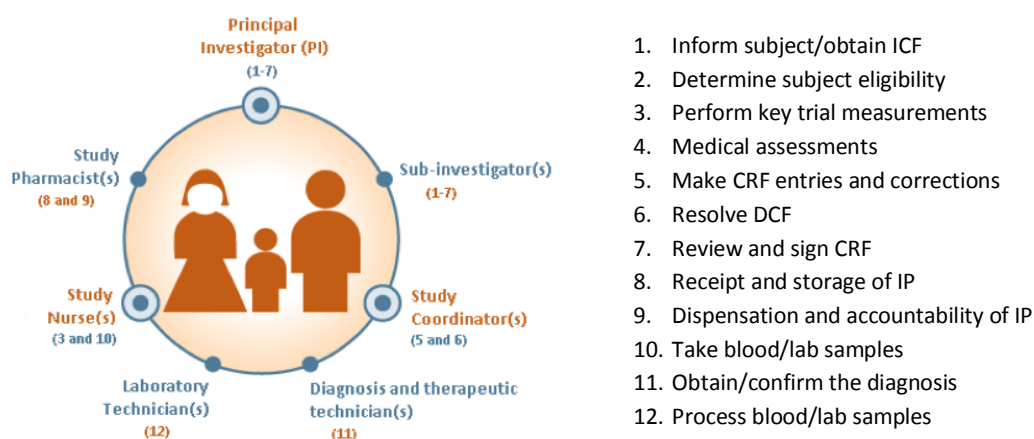 Principal
Investigator (PI)
(1-7)
Study
Pharmacist(s)
(8 and 9)
Sub-investigator(s)
(1-7)
Study
Nurse(s)
(3 and 10)
Study
Coordinator(s)
(5 and 6)
Laboratory
Technician(s)
(12)
Diagnosis and therapeutic
technician(s)
(11)
1. Inform subject/obtain ICF
2. Determine subject eligibility
3. Perform key trial measurements
4. Medical assessments
5. Make CRF entries and corrections
6. Resolve DCF
7. Review and sign CRF
8. Receipt and storage of IP
9. Dispensation and accountability of IP
10. Take blood/lab samples
11. Obtain/confirm the diagnosis
12. Process blood/lab samples